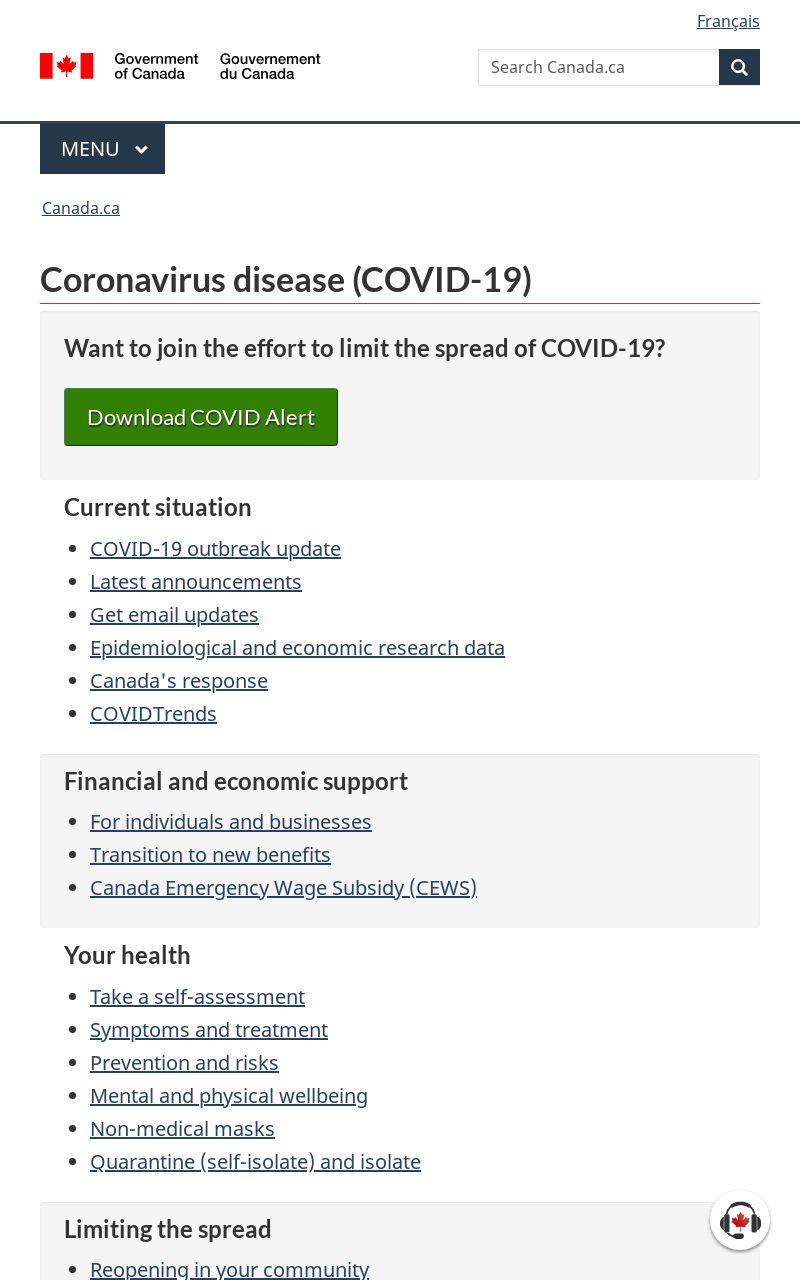 Français
Government
of Canada
Gouvernement
du Canada
Search Canada.ca
MENU
Canada.ca
Coronavirus disease (COVID-19)
Want to join the effort to limit the spread of COVID-19?
Download COVID Alert
Current situation
COVID-19 outbreak update
Latest announcements
Get email updates
Epidemiological and economic research data
Canada's response
COVIDTrends
Financial and economic support
For individuals and businesses
Transition to new benefits
Canada Emergency Wage Subsidy (CEWS)
Your health
Take a self-assessment
Symptoms and treatment
Prevention and risks
Mental and physical wellbeing
Non-medical masks
Quarantine (self-isolate) and isolate
Limiting the spread
Reopening in your community